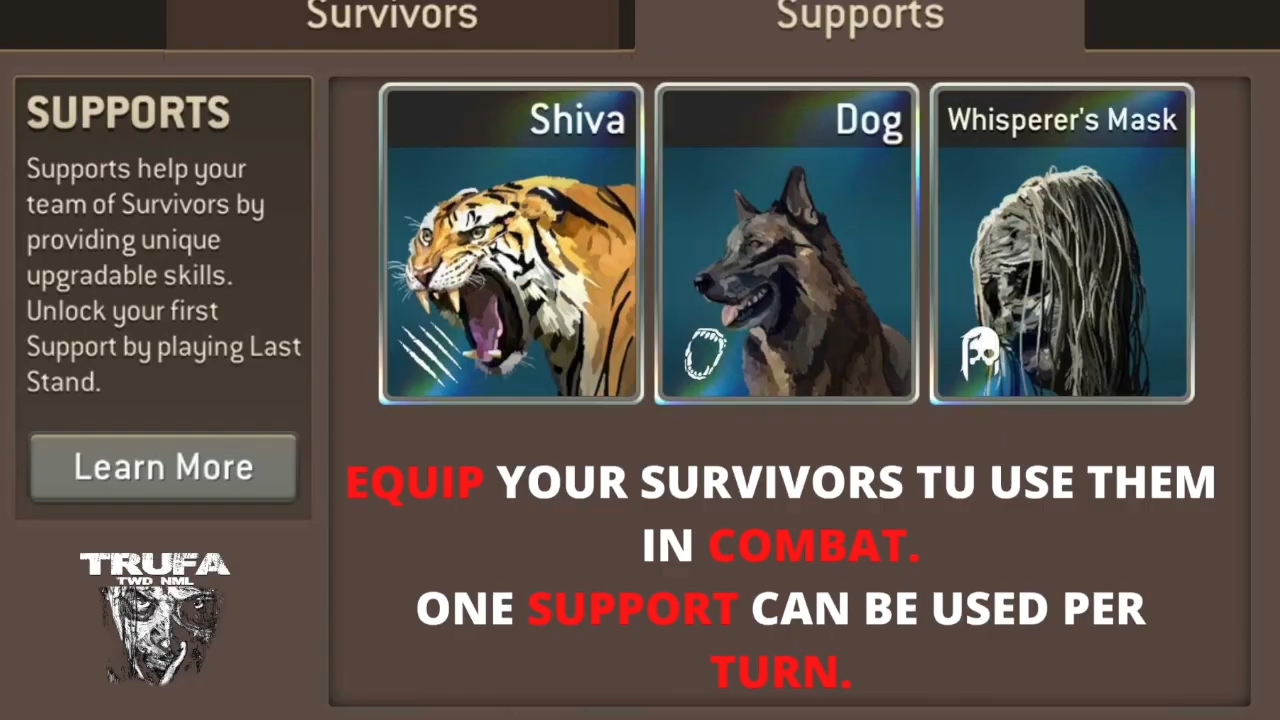 Survivors
Supports
SUPPORTS
Supports help your
team of Survivors by
providing unique
upgradable skills.
Unlock your first
Support by playing Last
Stand.
Learn More
Shiva
Dog
Whisperer's Mask
EQUIP YOUR SURVIVORS TU USE THEM
IN COMBAT.
ONE SUPPORT CAN BE USED PER
TURN.
TRUFA
TWD NML